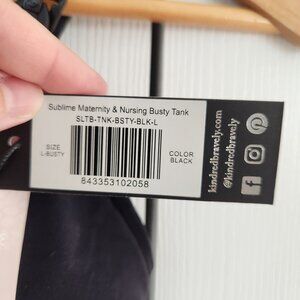 Sublime Maternity & Nursing Busty Tank
SLTB-TNK-BSTY-BLK-L
SIZE
L-BUSTY
COLOR
BLACK
843353102058
kindredbravely.com
@kindredbravely